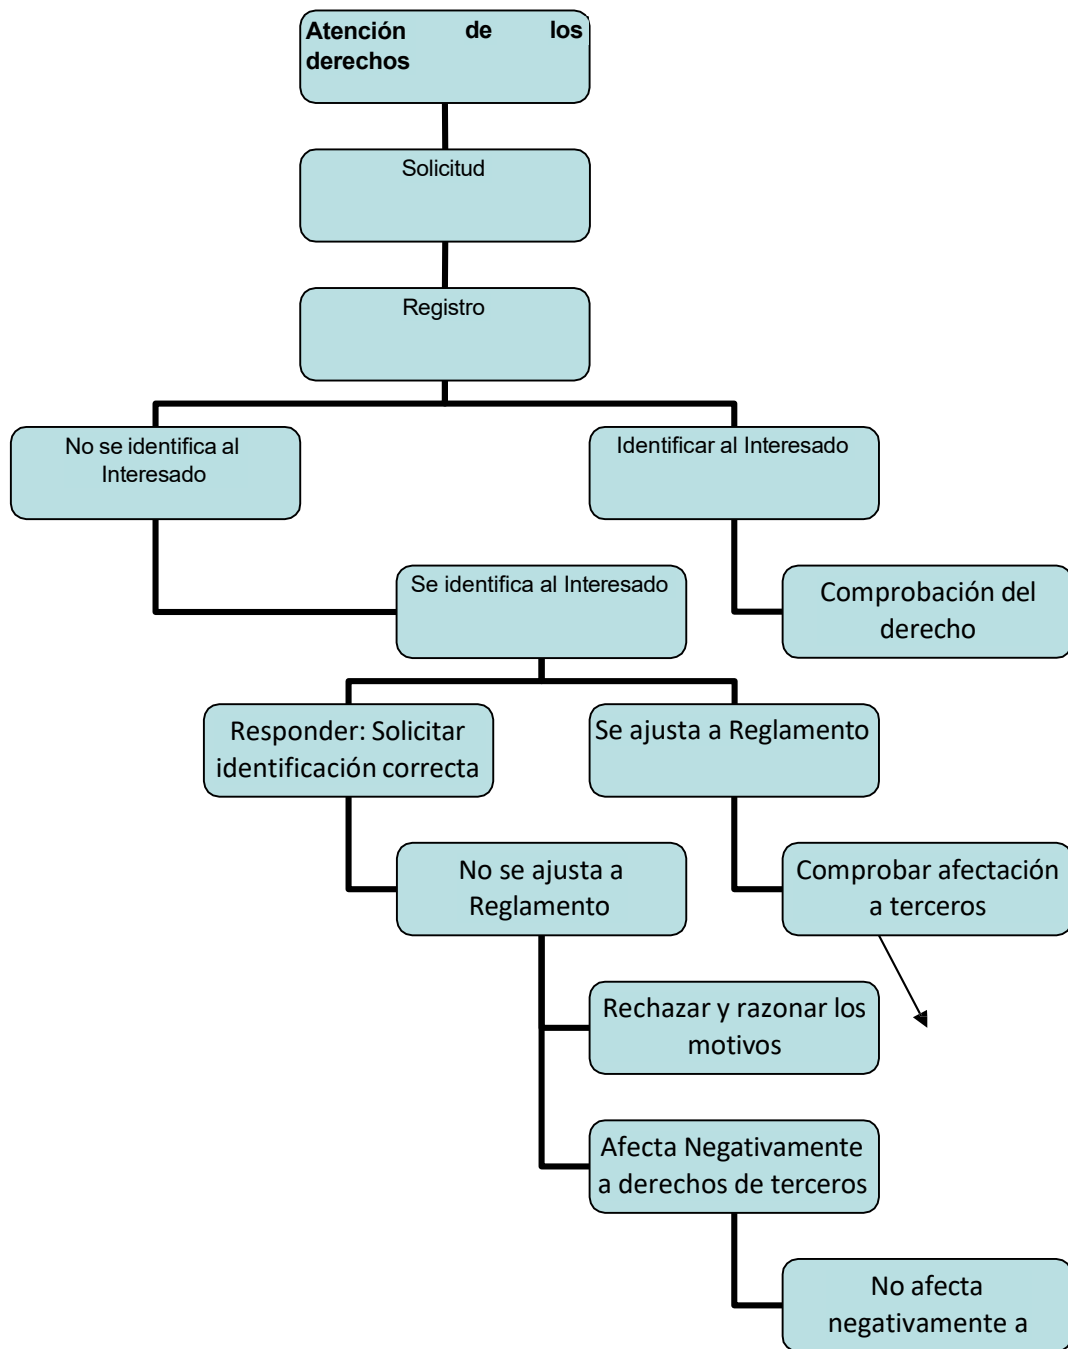 Atención de los
derechos
Solicitud
Registro
No se identifica al
Interesado
Identificar al Interesado
Se identifica al Interesado
Comprobación del
derecho
Responder: Solicitar
identificación correcta
Se ajusta a Reglamento
No se ajusta a
Reglamento
Comprobar afectación
a terceros
Rechazar y razonar los
motivos
Afecta Negativamente
a derechos de terceros
No afecta
negativamente a